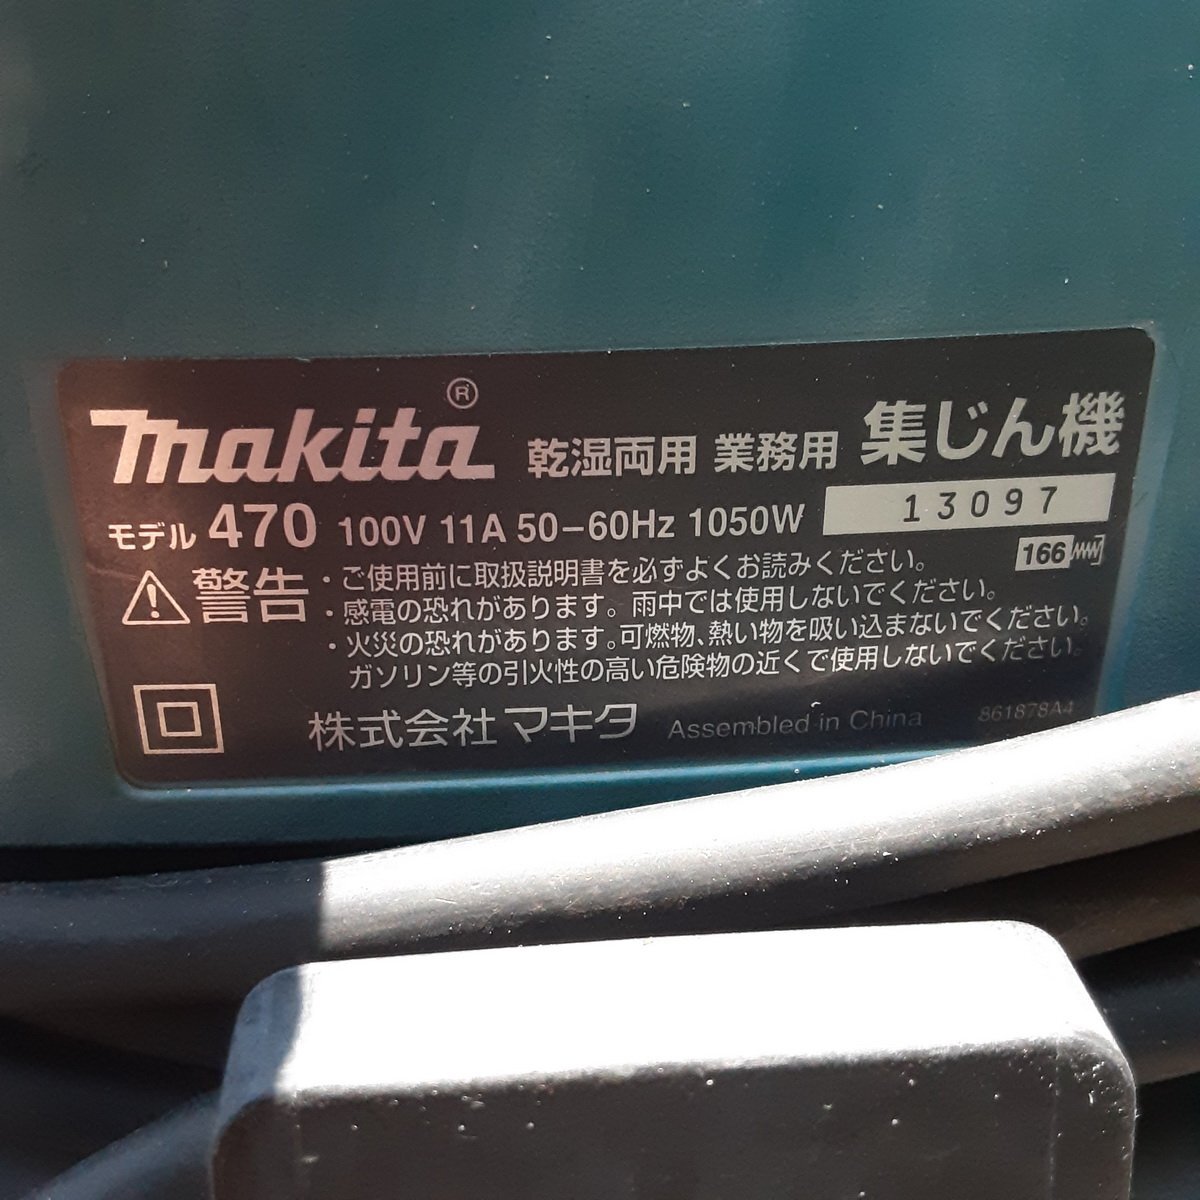 makita® 乾湿両用 業務用 集じん機
モデル 470 100V 11A 50-60Hz 1050W 13097
166
警告 ・ご使用前に取扱説明書を必ずよくお読みください。
・感電の恐れがあります。雨中では使用しないでください。
・火災の恐れがあります。可燃物、熱い物を吸い込まないでください。
ガソリン等の引火性の高い危険物の近くで使用しないでください。
株式会社マキタ Assembled in China 861878A4